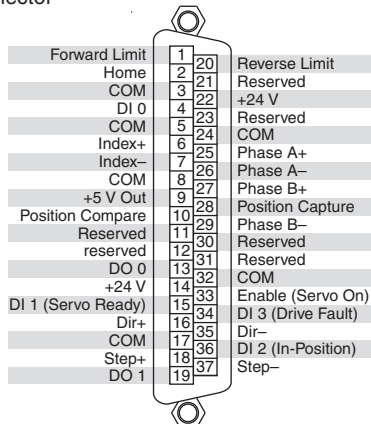 Forward Limit 1
Home 2
COM 3
DI 0 4
COM 5
Index+ 6
Index– 7
COM 8
+5 V Out 9
Position Compare 10
Reserved 11
reserved 12
DO 0 13
+24 V 14
DI 1 (Servo Ready) 15
Dir+ 16
COM 17
Step+ 18
DO 1 19
20 Reverse Limit
21 Reserved
22 +24 V
23 Reserved
24 COM
25 Phase A+
26 Phase A–
27 Phase B+
28 Position Capture
29 Phase B–
30 Reserved
31 Reserved
32 COM
33 Enable (Servo On)
34 DI 3 (Drive Fault)
35 Dir–
36 DI 2 (In-Position)
37 Step–